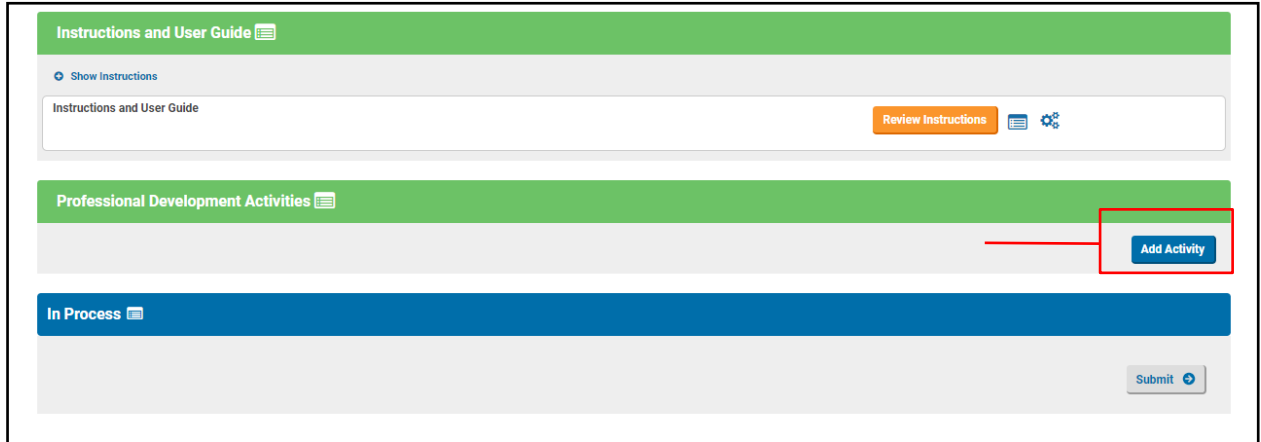 Instructions and User Guide
Show Instructions
Instructions and User Guide
Review Instructions
Professional Development Activities
Add Activity
In Process
Submit